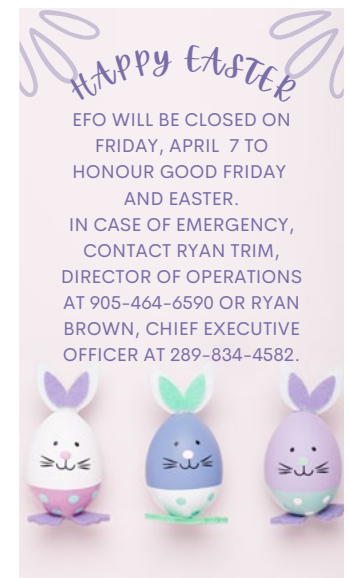 HAPPY EASTER
EFO WILL BE CLOSED ON
FRIDAY, APRIL 7 TO
HONOUR GOOD FRIDAY
AND EASTER.
IN CASE OF EMERGENCY,
CONTACT RYAN TRIM,
DIRECTOR OF OPERATIONS
AT 905-464-6590 OR RYAN
BROWN, CHIEF EXECUTIVE
OFFICER AT 289-834-4582.